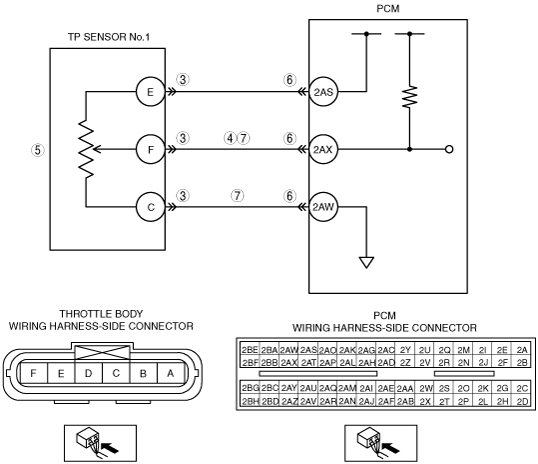 PCM
TP SENSOR No.1
E
3
6
2AS
5
F
3
4 7
6
2AX
C
3
7
6
2AW
THROTTLE BODY
WIRING HARNESS-SIDE CONNECTOR
F E D C B A
PCM
WIRING HARNESS-SIDE CONNECTOR
2BE 2BA 2AW 2AS 2AO 2AK 2AG 2AC 2Y 2U 2Q 2M 2I 2E 2A
2BF 2BB 2AX 2AT 2AP 2AL 2AH 2AD 2Z 2V 2R 2N 2J 2F 2B
2BG 2BC 2AY 2AU 2AQ 2AM 2AI 2AE 2AA 2W 2S 2O 2K 2G 2C
2BH 2BD 2AZ 2AV 2AR 2AN 2AJ 2AF 2AB 2X 2T 2P 2L 2H 2D